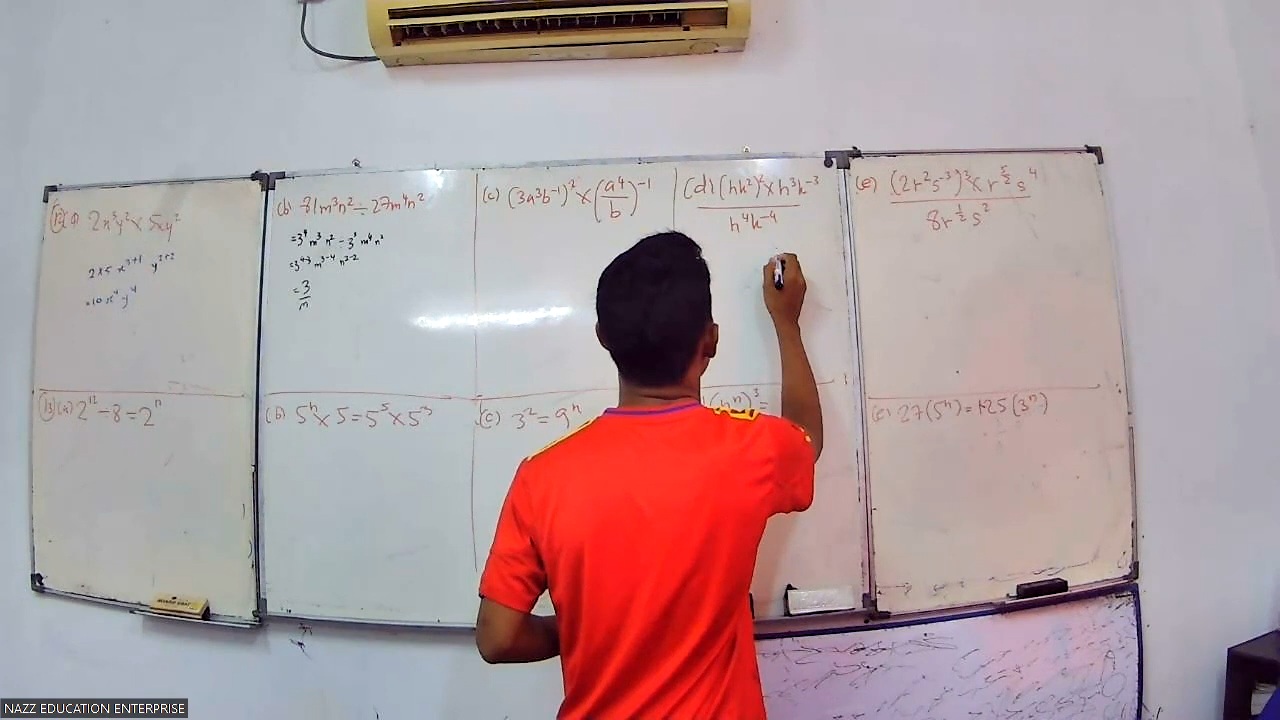 (12) a) 2x³y² × 5xy²
2×5 x³⁺¹ y²⁺²
=10x⁴y⁴
(b) 81m³n² ÷ 27m⁴n²
=3⁴m³n² ÷ 3³m⁴n²
=3⁴⁻³ m³⁻⁴ n²⁻²
= 3/m
(c) (3a³b⁻¹)² × (a⁴/b)⁻¹
(d) (hk²)² × h³k⁻³
h⁴k⁻⁴
(e) (2r²s⁻³)³ × r^(5/2) s⁴
8r^(1/2) s²
(13) (a) 2¹² ÷ 8 = 2ⁿ
(b) 5ⁿ × 5 = 5⁵ × 5³
(c) 3² = 9ⁿ
(hⁿ)³ =
(e) 27(5ⁿ) = 125(3ⁿ)
NAZZ EDUCATION ENTERPRISE